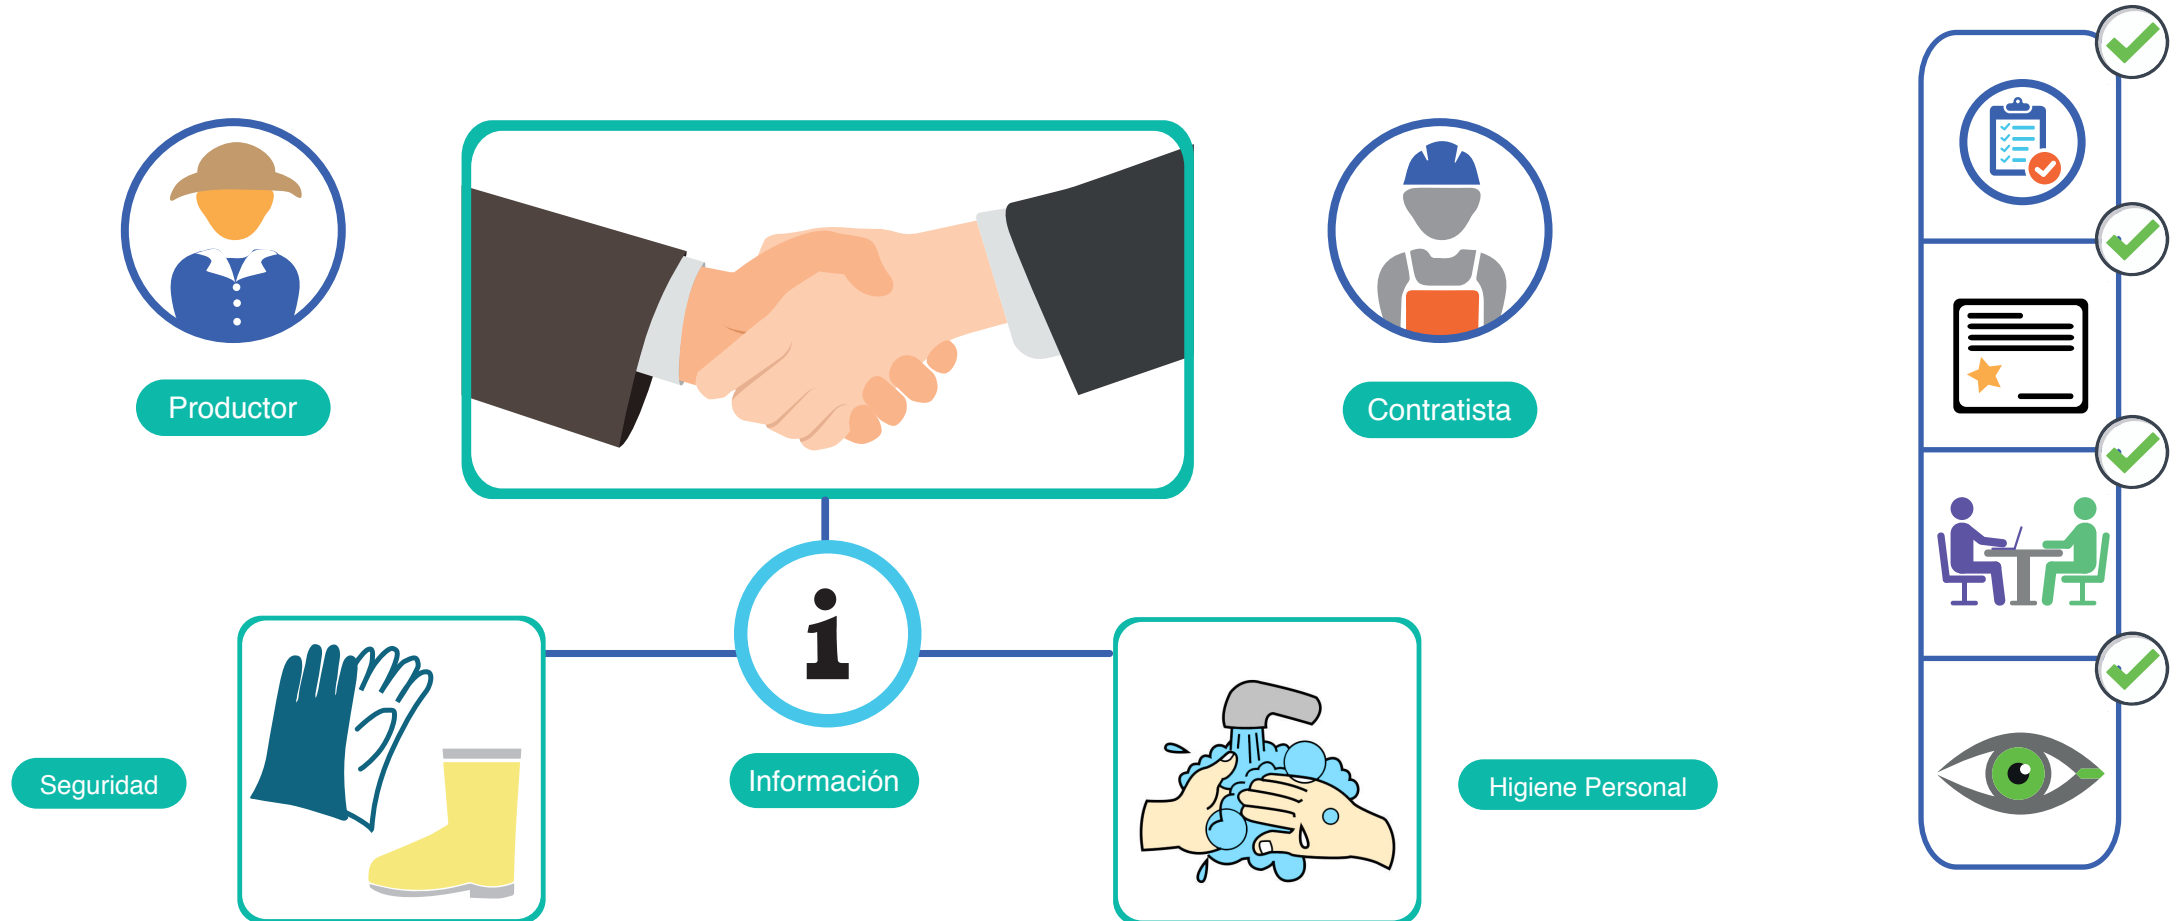 Productor
Contratista
Seguridad
Información
Higiene Personal